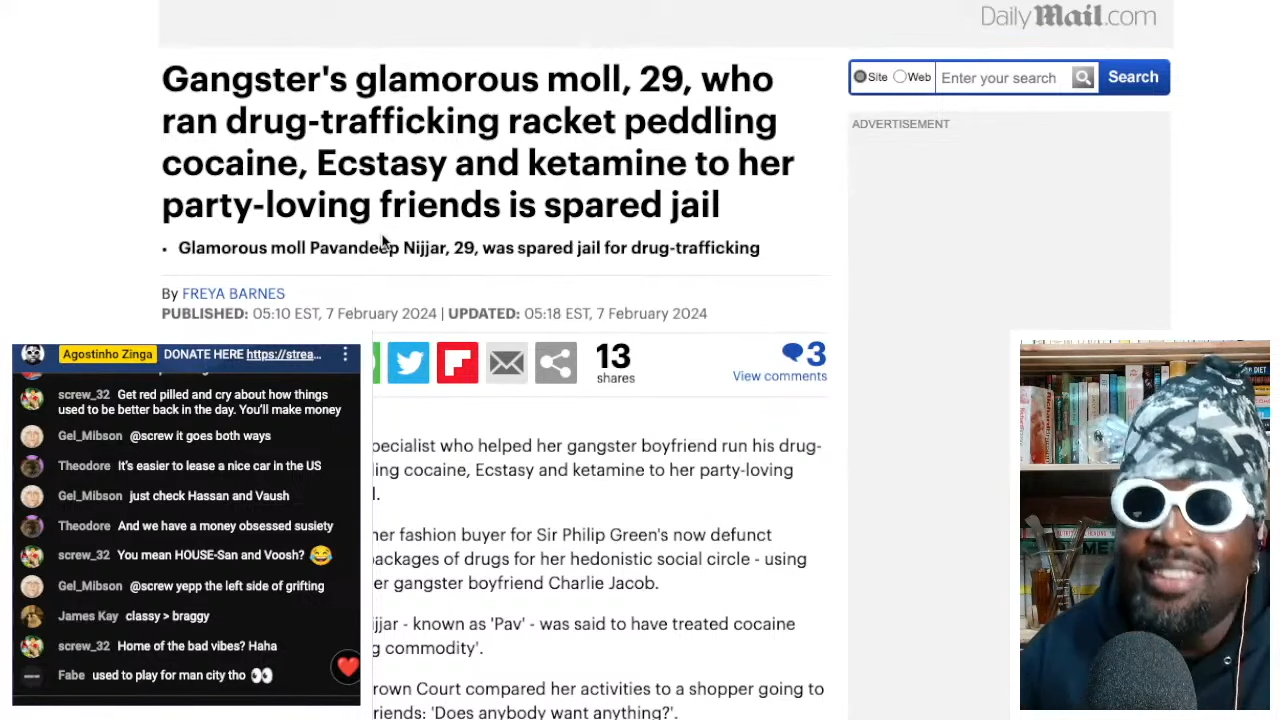 Daily Mail.com
Gangster's glamorous moll, 29, who
ran drug-trafficking racket peddling
cocaine, Ecstasy and ketamine to her
party-loving friends is spared jail
• Glamorous moll Pavandeep Nijjar, 29, was spared jail for drug-trafficking
By FREYA BARNES
PUBLISHED: 05:10 EST, 7 February 2024 | UPDATED: 05:18 EST, 7 February 2024
Site Web Enter your search Search
ADVERTISEMENT
13
shares
3
View comments
pecialist who helped her gangster boyfriend run his drug-
ing cocaine, Ecstasy and ketamine to her party-loving
l.
ner fashion buyer for Sir Philip Green's now defunct
packages of drugs for her hedonistic social circle - using
er gangster boyfriend Charlie Jacob.
ijjar - known as 'Pav' - was said to have treated cocaine
g commodity'.
rown Court compared her activities to a shopper going to
riends: 'Does anybody want anything?'.
Agostinho Zinga DONATE HERE https://strea...
screw_32 Get red pilled and cry about how things
used to be better back in the day. You'll make money
Gel_Mibson @screw it goes both ways
Theodore It's easier to lease a nice car in the US
Gel_Mibson just check Hassan and Vaush
Theodore And we have a money obsessed susiety
screw_32 You mean HOUSE-San and Voosh? 😂
Gel_Mibson @screw yepp the left side of grifting
James Kay classy > braggy
screw_32 Home of the bad vibes? Haha
Fabe used to play for man city tho 👀